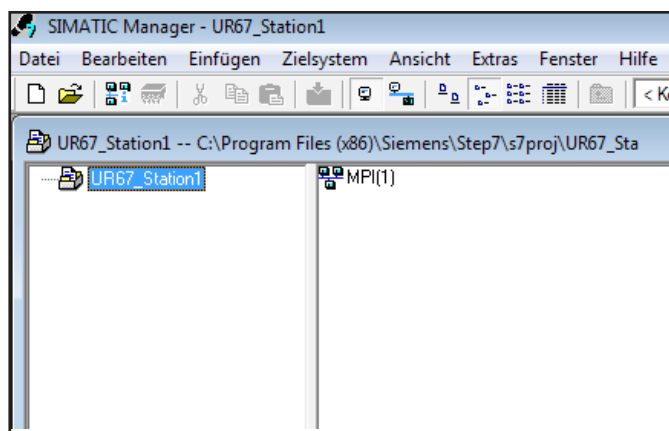 SIMATIC Manager - UR67_Station1
Datei Bearbeiten Einfügen Zielsystem Ansicht Extras Fenster Hilfe
UR67_Station1 -- C:\Program Files (x86)\Siemens\Step7\s7proj\UR67_Sta
UR67_Station1
MPI(1)